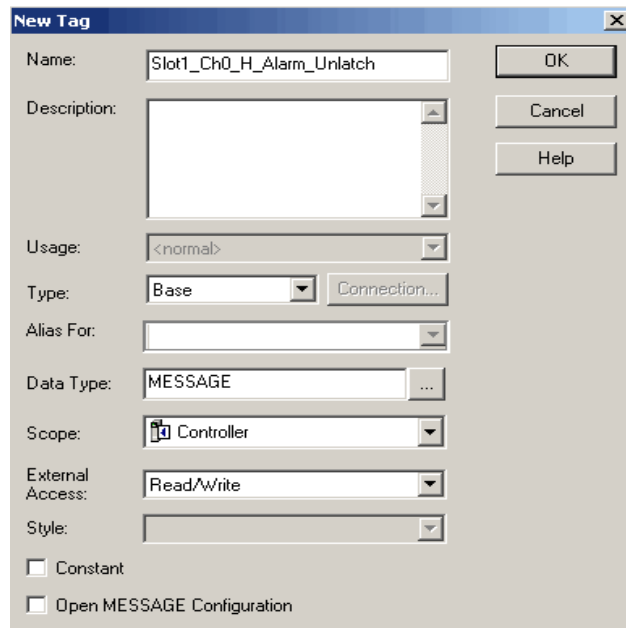 New Tag
Name: Slot1_Ch0_H_Alarm_Unlatch OK
Description: Cancel
Help
Usage: <normal>
Type: Base Connection...
Alias For:
Data Type: MESSAGE ...
Scope: Controller
External
Access: Read/Write
Style:
Constant
Open MESSAGE Configuration